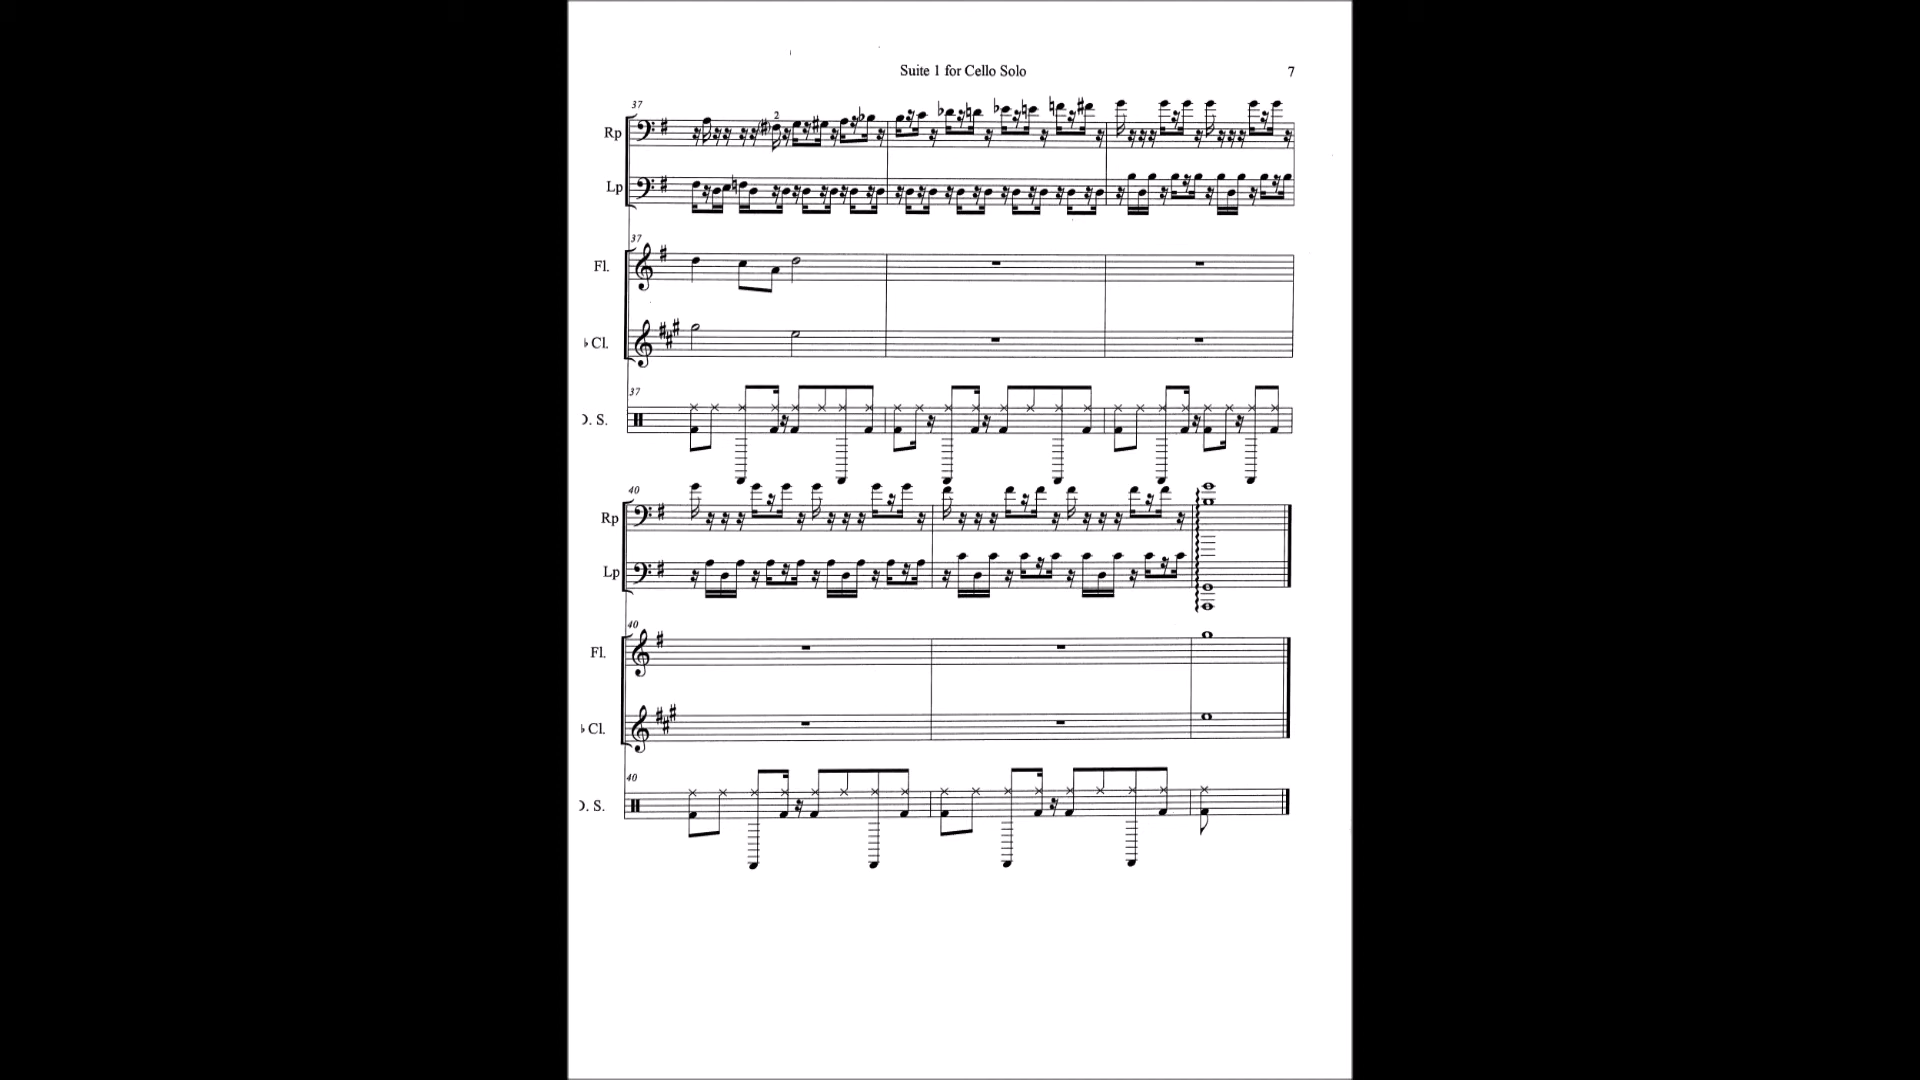 Suite 1 for Cello Solo
7
37
2
Rp
Lp
37
Fl.
♭ Cl.
37
D. S.
40
Rp
Lp
40
Fl.
♭ Cl.
40
D. S.